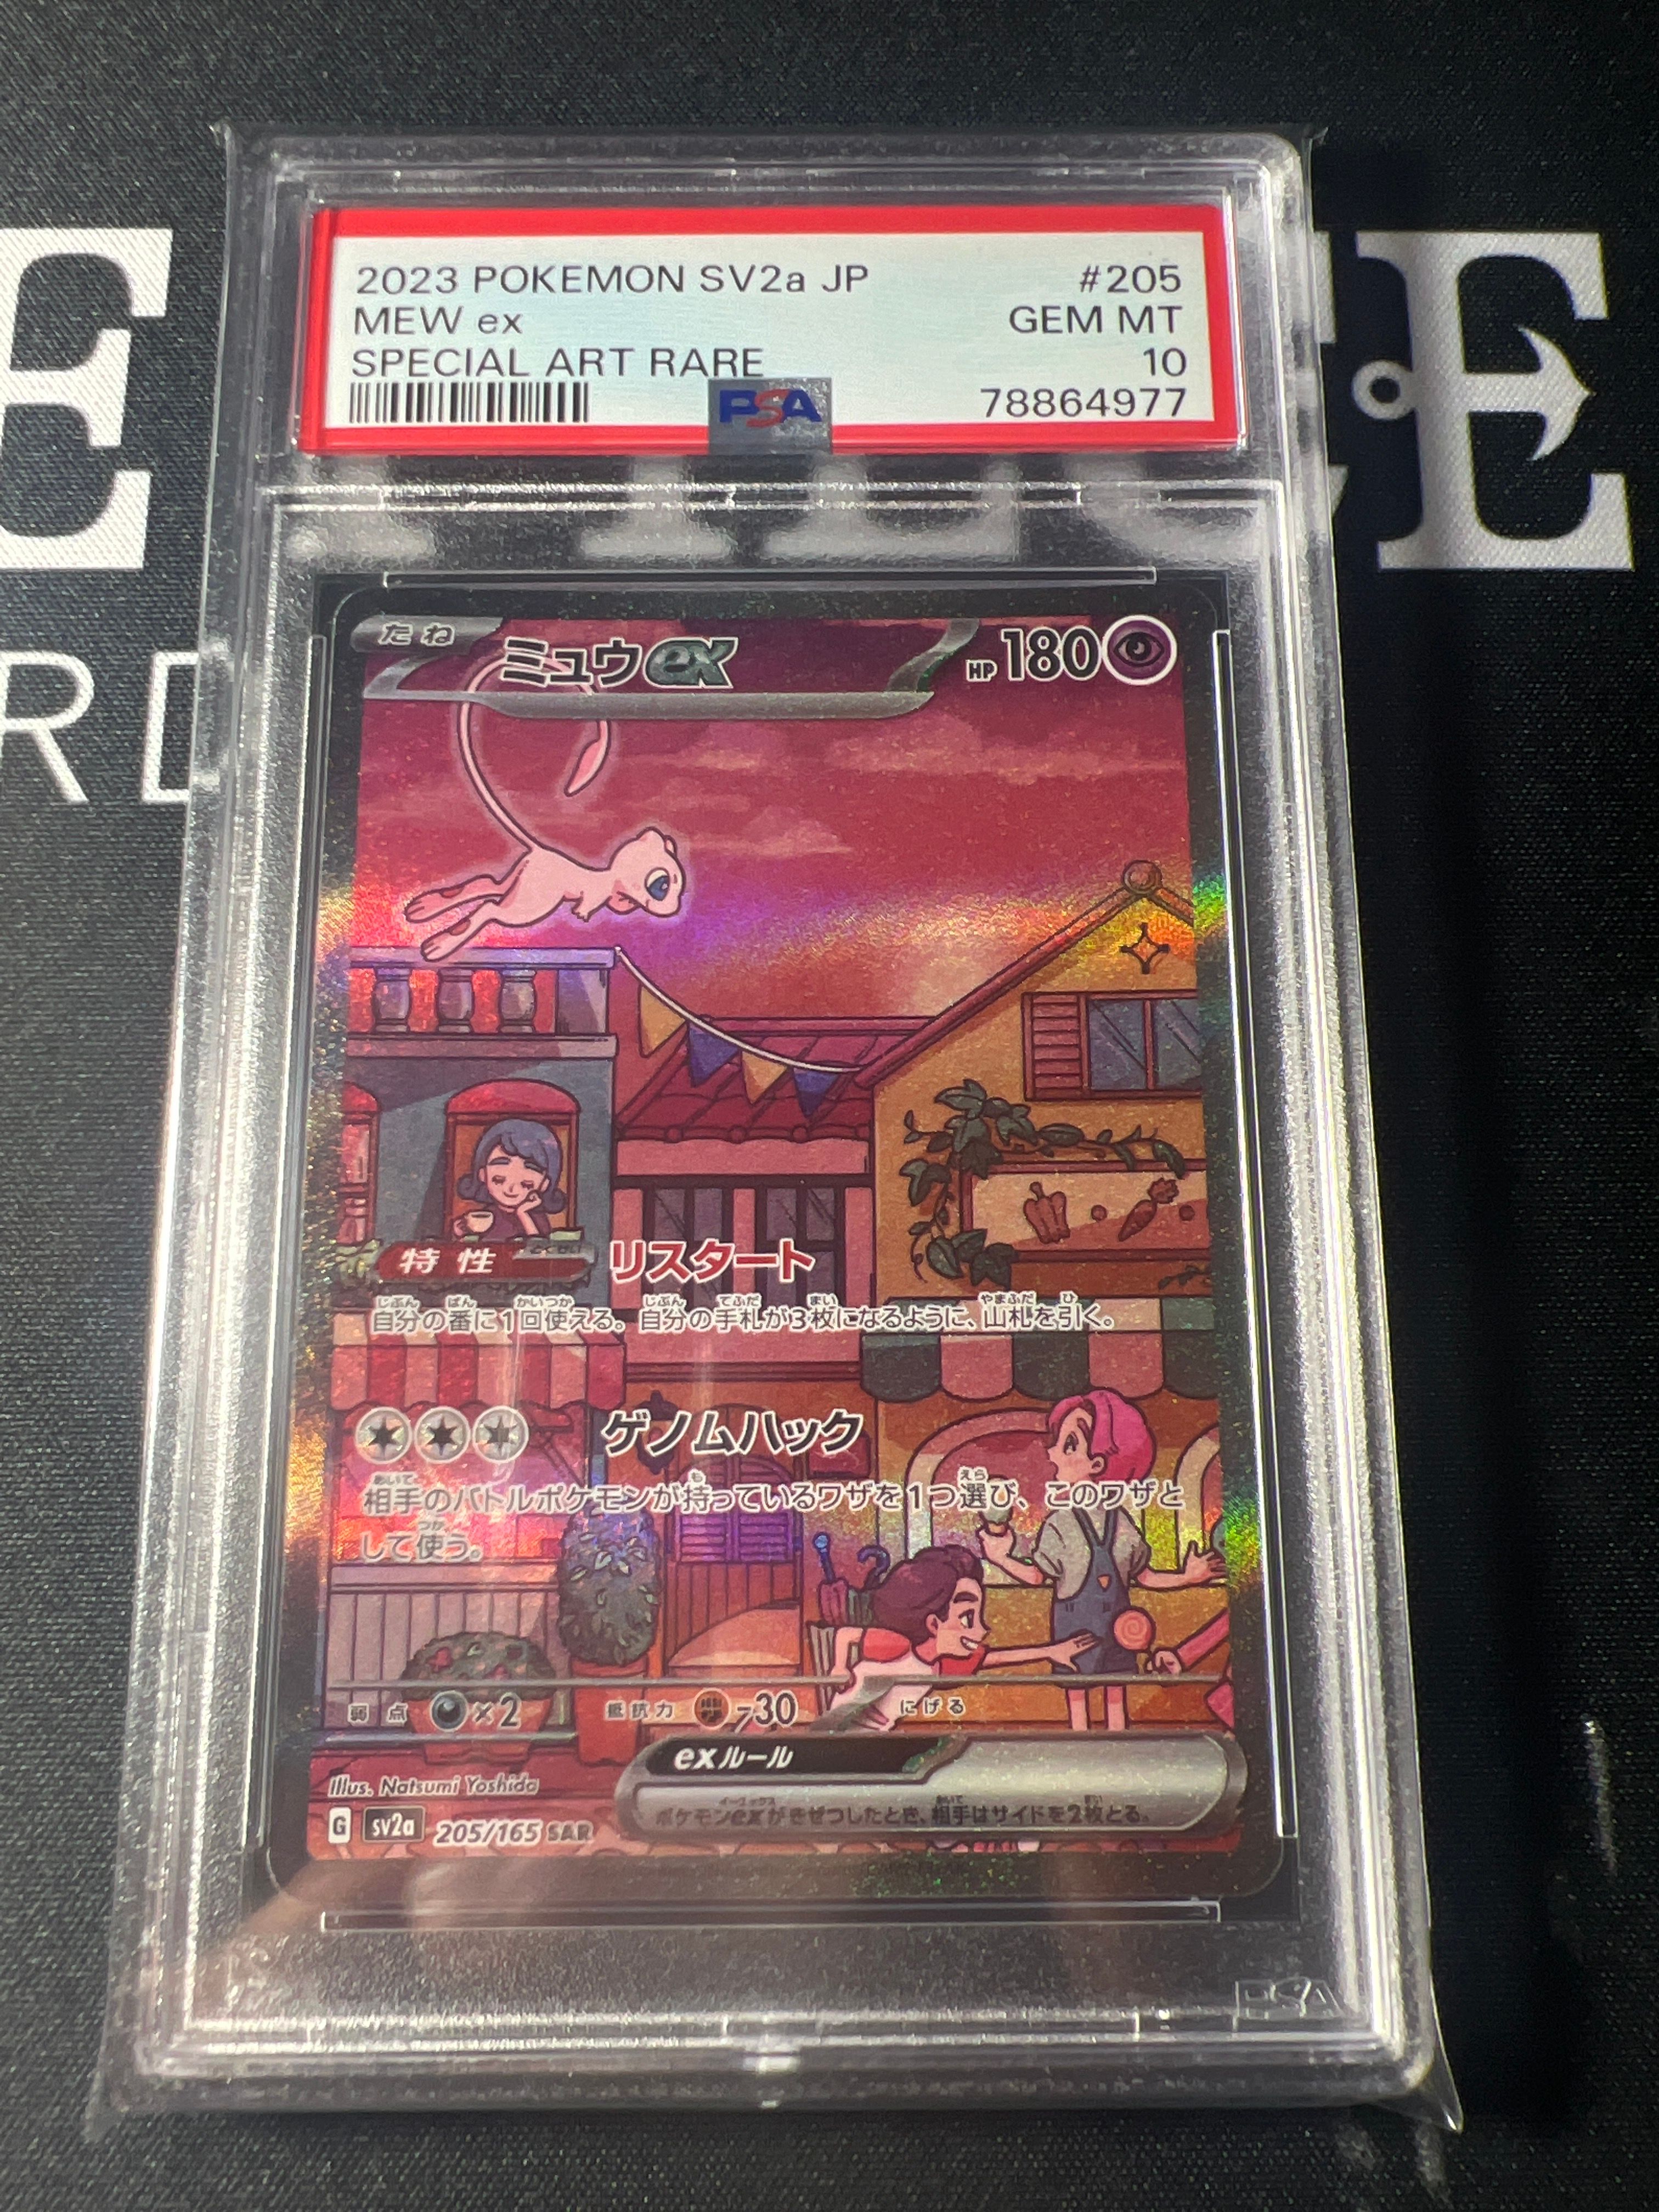 2023 POKEMON SV2a JP #205
MEW ex GEM MT
SPECIAL ART RARE 10
PSA 78864977
E
E
RD
たね ミュウex HP 180
特性 リスタート
自分の番に1回使える。自分の手札が3枚になるように、山札を引く。
ゲノムハック
相手のバトルポケモンが持っているワザを1つ選び、このワザと
して使う。
弱点 ×2 抵抗力 -30 にげる
exルール
ポケモンexがきぜつしたとき、相手はサイドを2枚とる。
Illus. Natsumi Yoshida
G sv2a 205/165 SAR
PSA